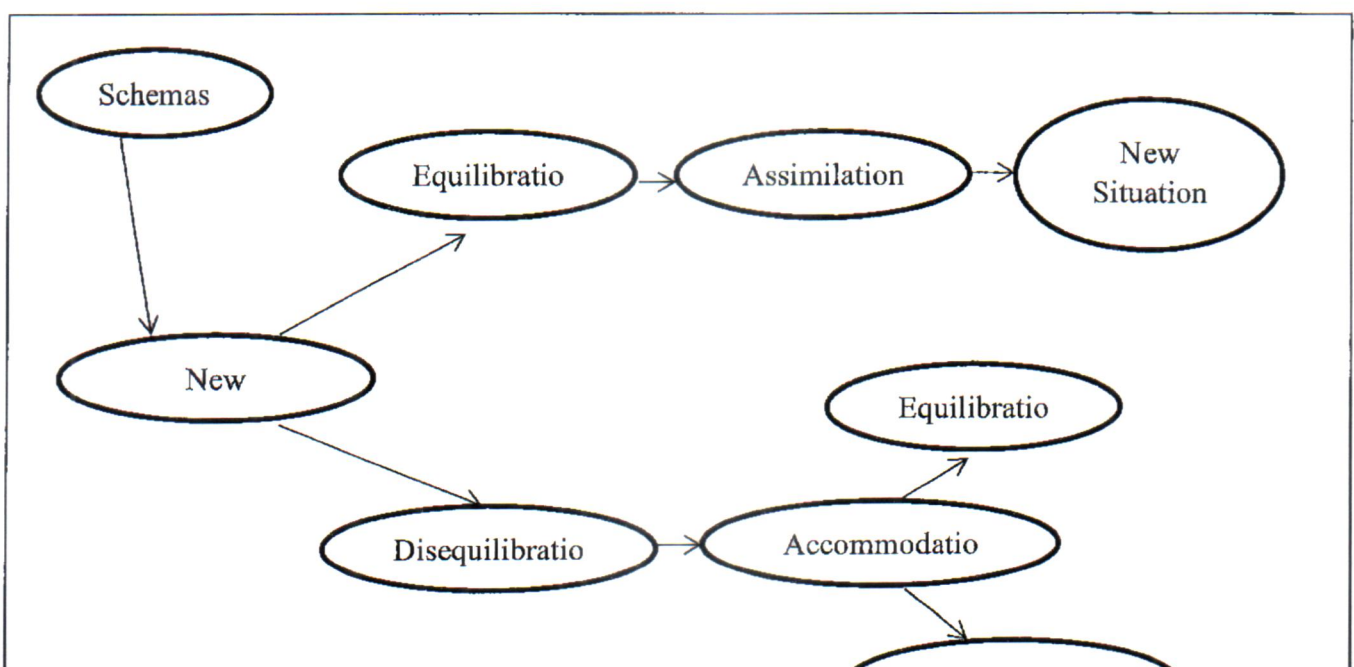 Schemas
Equilibratio
Assimilation
New
Situation
New
Equilibratio
Disequilibratio
Accommodatio